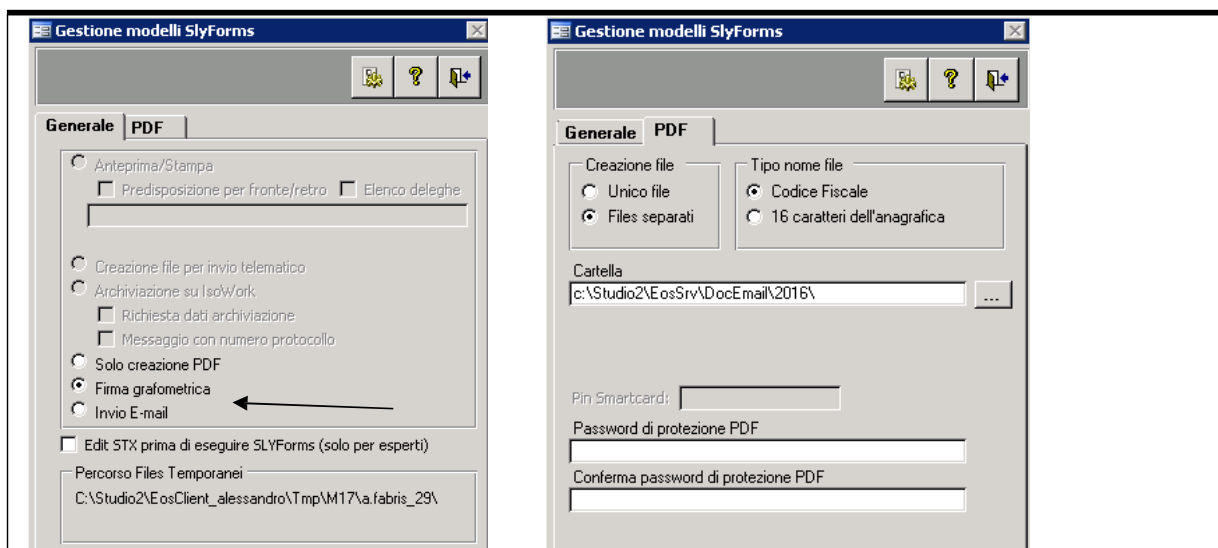 Gestione modelli SlyForms
Generale PDF
Anteprima/Stampa
Predisposizione per fronte/retro Elenco deleghe
Creazione file per invio telematico
Archiviazione su IsoWork
Richiesta dati archiviazione
Messaggio con numero protocollo
Solo creazione PDF
Firma grafometrica
Invio E-mail
Edit STX prima di eseguire SLYForms (solo per esperti)
Percorso Files Temporanei
C:\Studio2\EosClient_alessandro\Tmp\M17\a.fabris_29\
Gestione modelli SlyForms
Generale PDF
Creazione file Tipo nome file
Unico file Codice Fiscale
Files separati 16 caratteri dell'anagrafica
Cartella
c:\Studio2\EosSrv\DocEmail\2016\
...
Pin Smartcard:
Password di protezione PDF
Conferma password di protezione PDF